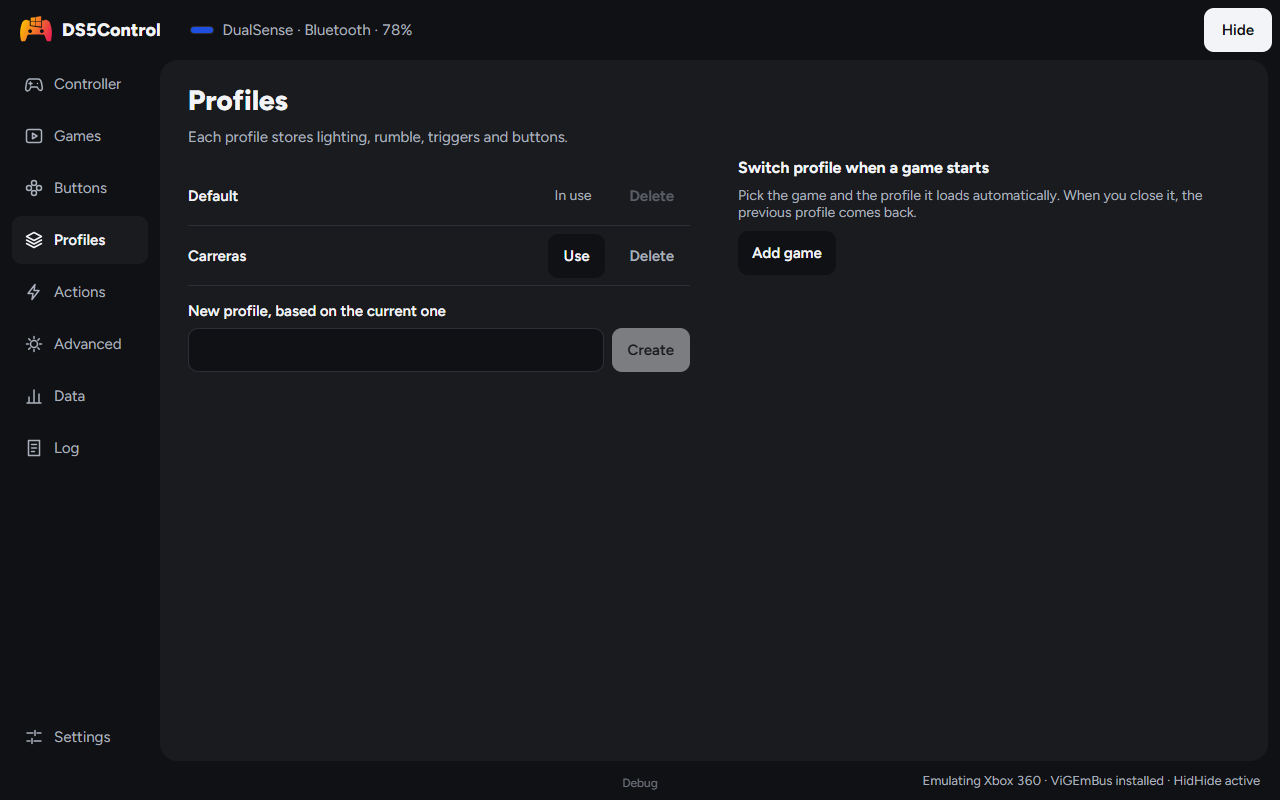 DS5Control
DualSense · Bluetooth · 78%
Hide
Controller
Games
Buttons
Profiles
Actions
Advanced
Data
Log
Settings
Profiles
Each profile stores lighting, rumble, triggers and buttons.
Default
In use
Delete
Carreras
Use
Delete
New profile, based on the current one
Create
Switch profile when a game starts
Pick the game and the profile it loads automatically. When you close it, the
previous profile comes back.
Add game
Debug
Emulating Xbox 360 · ViGEmBus installed · HidHide active